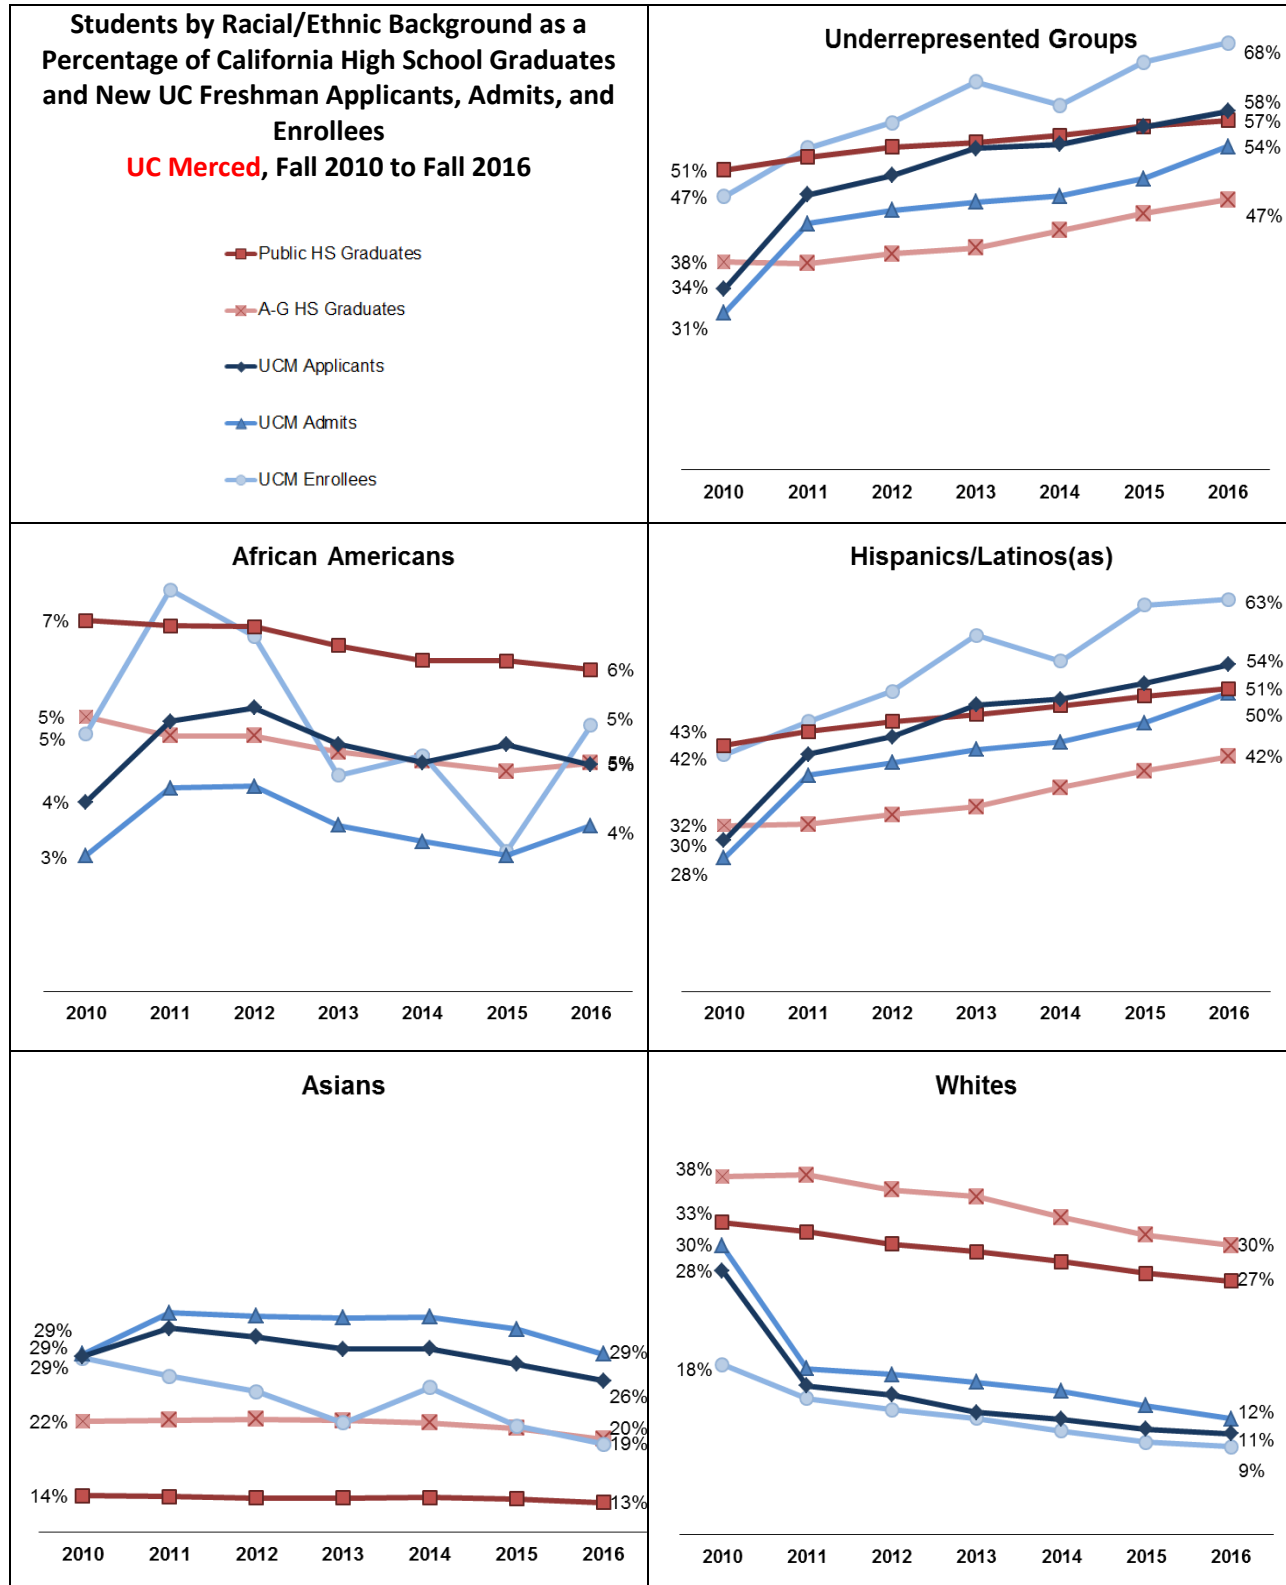 Students by Racial/Ethnic Background as a
Percentage of California High School Graduates
and New UC Freshman Applicants, Admits, and
Enrollees
UC Merced, Fall 2010 to Fall 2016
Public HS Graduates
A-G HS Graduates
UCM Applicants
UCM Admits
UCM Enrollees
Underrepresented Groups
68%
58%
57%
54%
51%
47%
47%
38%
34%
31%
2010 2011 2012 2013 2014 2015 2016
African Americans
7%
6%
5%
5%
5%
5%
5%
4%
4%
3%
2010 2011 2012 2013 2014 2015 2016
Hispanics/Latinos(as)
63%
54%
51%
50%
43%
42%
42%
32%
30%
28%
2010 2011 2012 2013 2014 2015 2016
Asians
29%
29%
29%
29%
26%
22%
20%
19%
14%
13%
2010 2011 2012 2013 2014 2015 2016
Whites
38%
33%
30%
30%
28%
27%
18%
12%
11%
9%
2010 2011 2012 2013 2014 2015 2016